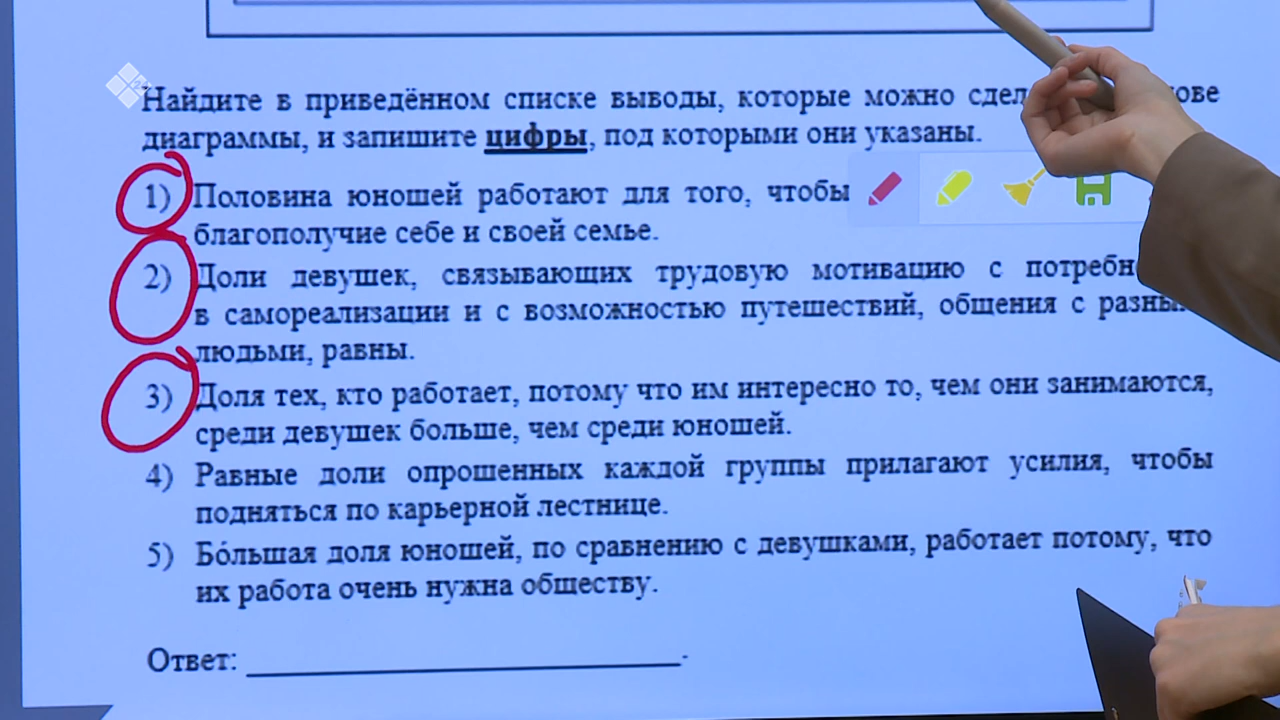 Найдите в приведённом списке выводы, которые можно
диаграммы, и запишите цифры, под которыми они указаны.
1) Половина юношей работают для того, чтобы
благополучие себе и своей семье.
2) Доли девушек, связывающих трудовую мотивацию с
в самореализации и с возможностью путешествий, общения с
людьми, равны.
3) Доля тех, кто работает, потому что им интересно то, чем они занимаются,
среди девушек больше, чем среди юношей.
4) Равные доли опрошенных каждой группы прилагают усилия, чтобы
подняться по карьерной лестнице.
5) Бо́льшая доля юношей, по сравнению с девушками, работает потому, что
их работа очень нужна обществу.
Ответ: